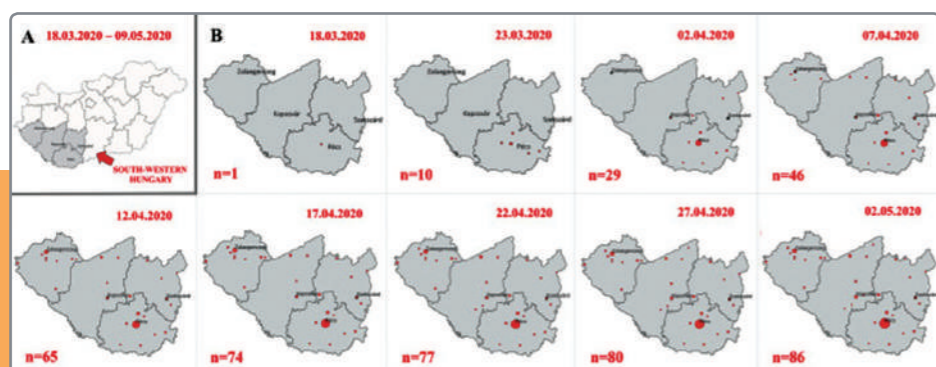 A 18.03.2020 – 09.05.2020
SOUTH-WESTERN
HUNGARY
B 18.03.2020
Zalaegerszeg
Kaposvár
Szekszárd
Pécs
n=1
23.03.2020
Zalaegerszeg
Kaposvár
Szekszárd
Pécs
n=10
02.04.2020
n=29
07.04.2020
n=46
12.04.2020
n=65
17.04.2020
n=74
22.04.2020
n=77
27.04.2020
n=80
02.05.2020
n=86